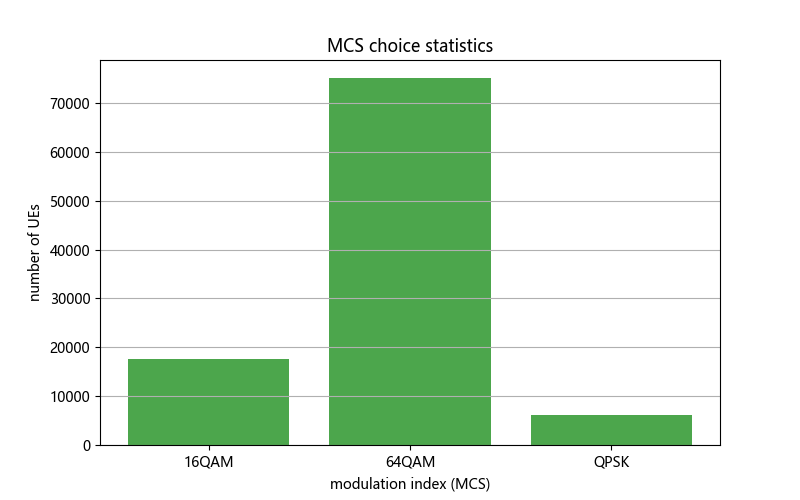 MCS choice statistics
number of UEs
70000
60000
50000
40000
30000
20000
10000
0
16QAM
64QAM
QPSK
modulation index (MCS)